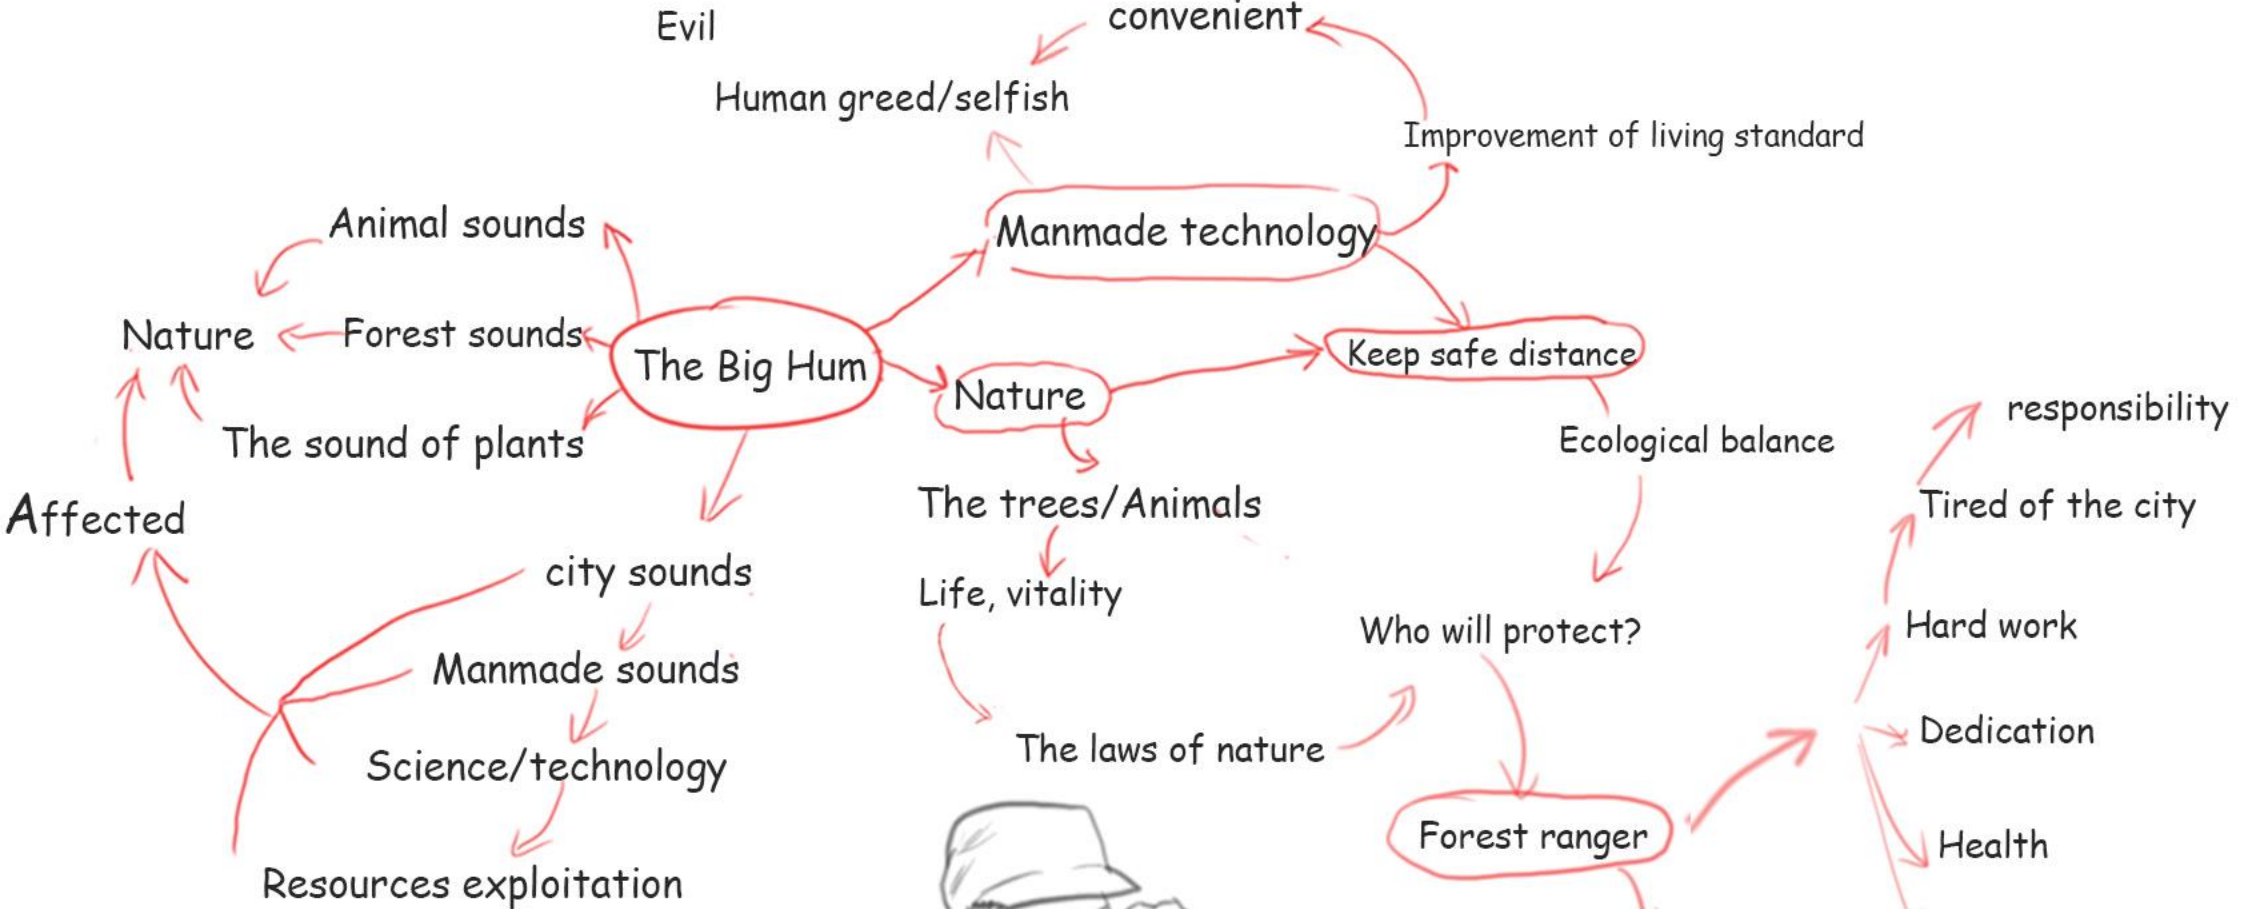 Evil
convenient
Human greed/selfish
Improvement of living standard
Animal sounds
Manmade technology
Nature
Forest sounds
The Big Hum
Keep safe distance
Nature
responsibility
The sound of plants
Ecological balance
Affected
The trees/Animals
Tired of the city
city sounds
Life, vitality
Who will protect?
Hard work
Manmade sounds
The laws of nature
Dedication
Science/technology
Forest ranger
Health
Resources exploitation